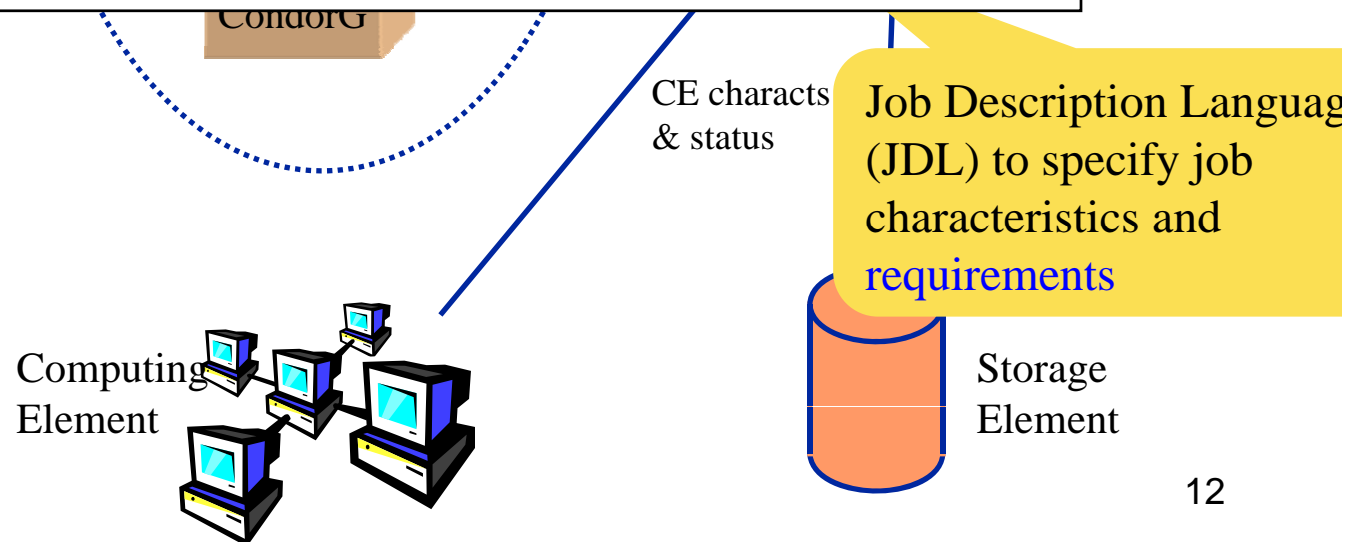 CondorG
CE characts
& status
Job Description Languag
(JDL) to specify job
characteristics and
requirements
Computing
Element
Storage
Element
12